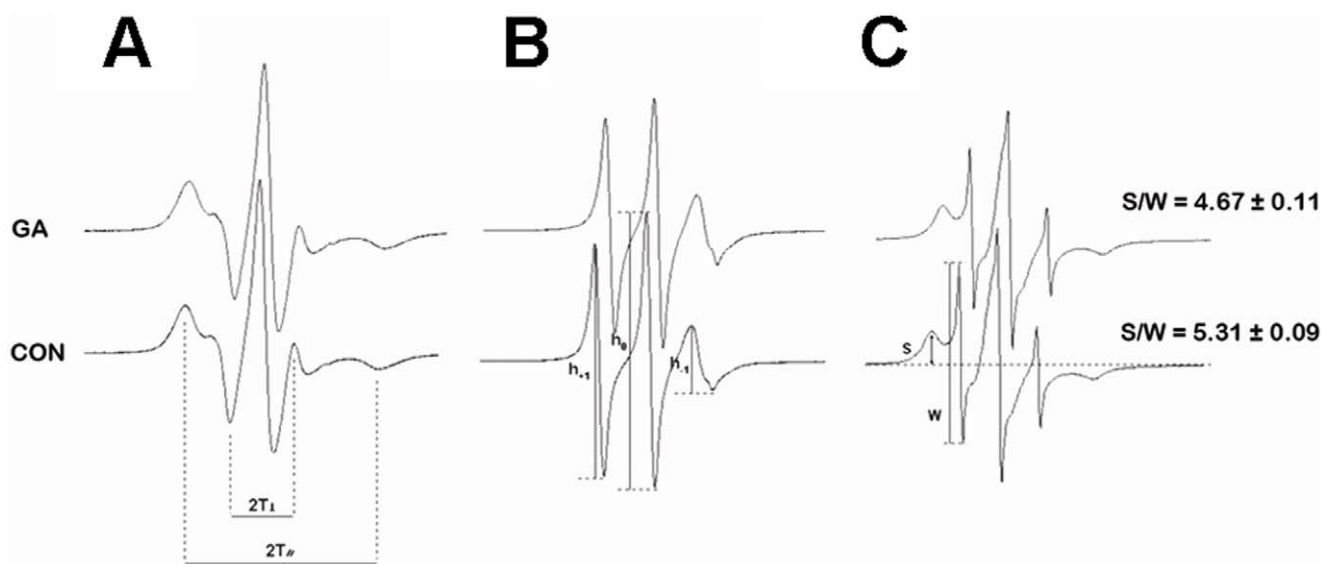 A
B
C
GA
S/W = 4.67 ± 0.11
CON
S/W = 5.31 ± 0.09
h₊₁
h₀
h₋₁
S
W
2T⊥
2T//